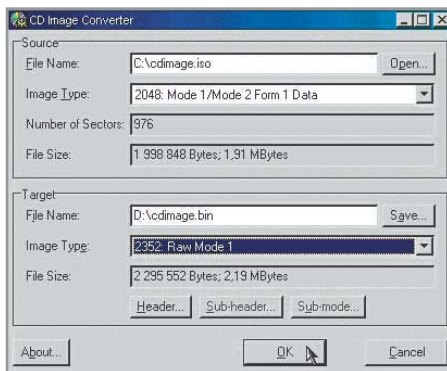 CD Image Converter
Source
File Name: C:\cdimage.iso Open...
Image Type: 2048: Mode 1/Mode 2 Form 1 Data
Number of Sectors: 976
File Size: 1 998 848 Bytes; 1,91 MBytes
Target
File Name: D:\cdimage.bin Save...
Image Type: 2352: Raw Mode 1
File Size: 2 295 552 Bytes; 2,19 MBytes
Header... Sub-header... Sub-mode...
About... OK Cancel